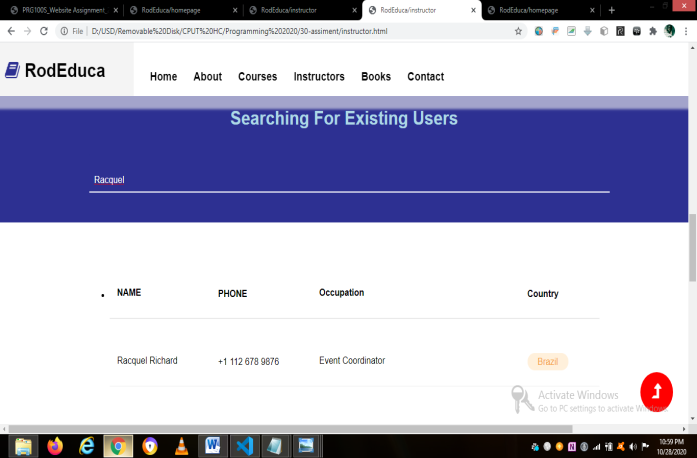 PRG100S_Website Assignment_
RodEduca/homepage
RodEduca/instructor
RodEduca/instructor
RodEduca/homepage
File | D:/USD/Removable%20Disk/CPUT%20HC/Programming%202020/30-assiment/instructor.html
RodEduca
Home About Courses Instructors Books Contact
Searching For Existing Users
Racquel
NAME PHONE Occupation Country
Racquel Richard +1 112 678 9876 Event Coordinator Brazil
Activate Windows
Go to PC settings to activate Windows
10:59 PM
10/28/2020